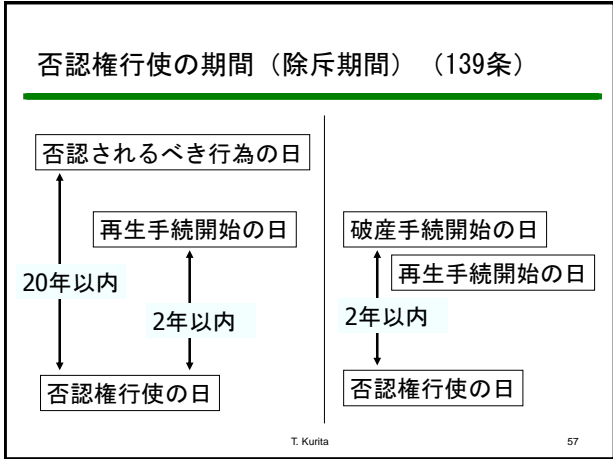 否認権行使の期間（除斥期間）（139条）
否認されるべき行為の日
再生手続開始の日
20年以内
2年以内
否認権行使の日
破産手続開始の日
再生手続開始の日
2年以内
否認権行使の日
T. Kurita
57